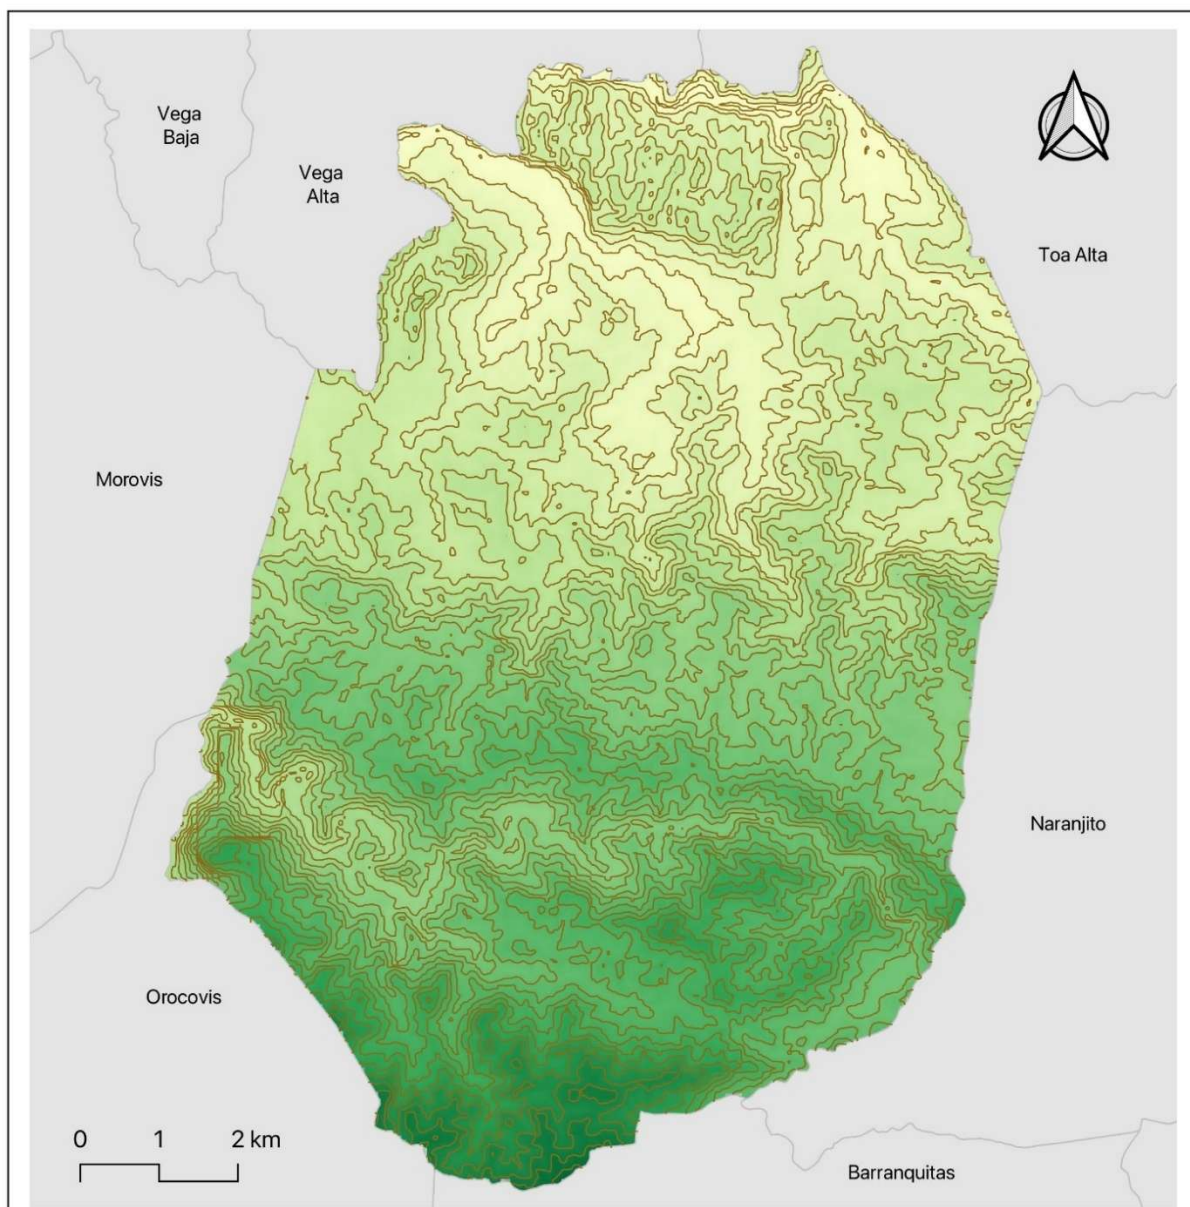 Vega
Baja
Vega
Alta
Toa Alta
Morovis
Naranjito
Orocovis
0 1 2 km
Barranquitas